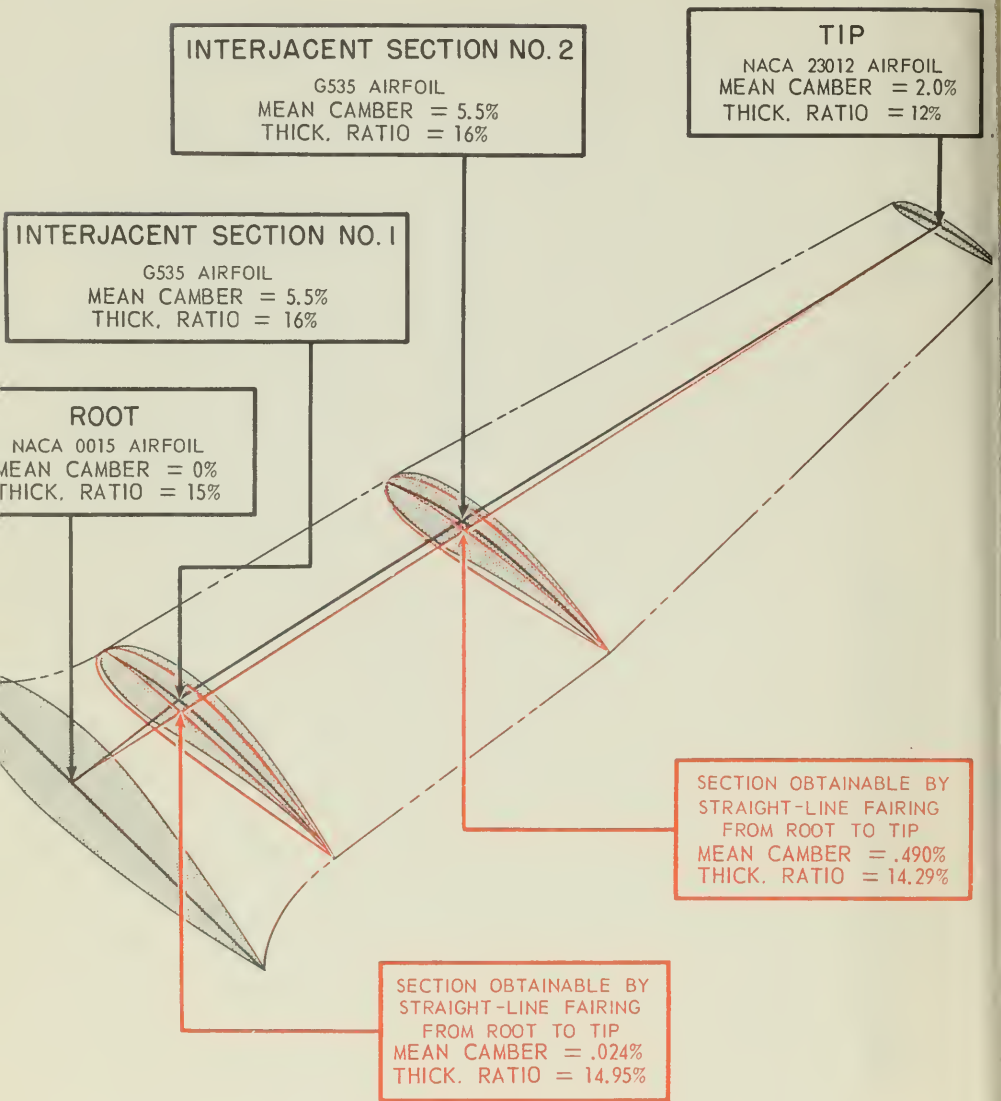 INTERJACENT SECTION NO. 2
G535 AIRFOIL
MEAN CAMBER = 5.5%
THICK. RATIO = 16%
TIP
NACA 23012 AIRFOIL
MEAN CAMBER = 2.0%
THICK. RATIO = 12%
INTERJACENT SECTION NO. I
G535 AIRFOIL
MEAN CAMBER = 5.5%
THICK. RATIO = 16%
ROOT
NACA 0015 AIRFOIL
MEAN CAMBER = 0%
THICK. RATIO = 15%
SECTION OBTAINABLE BY
STRAIGHT-LINE FAIRING
FROM ROOT TO TIP
MEAN CAMBER = .490%
THICK. RATIO = 14.29%
SECTION OBTAINABLE BY
STRAIGHT-LINE FAIRING
FROM ROOT TO TIP
MEAN CAMBER = .024%
THICK. RATIO = 14.95%